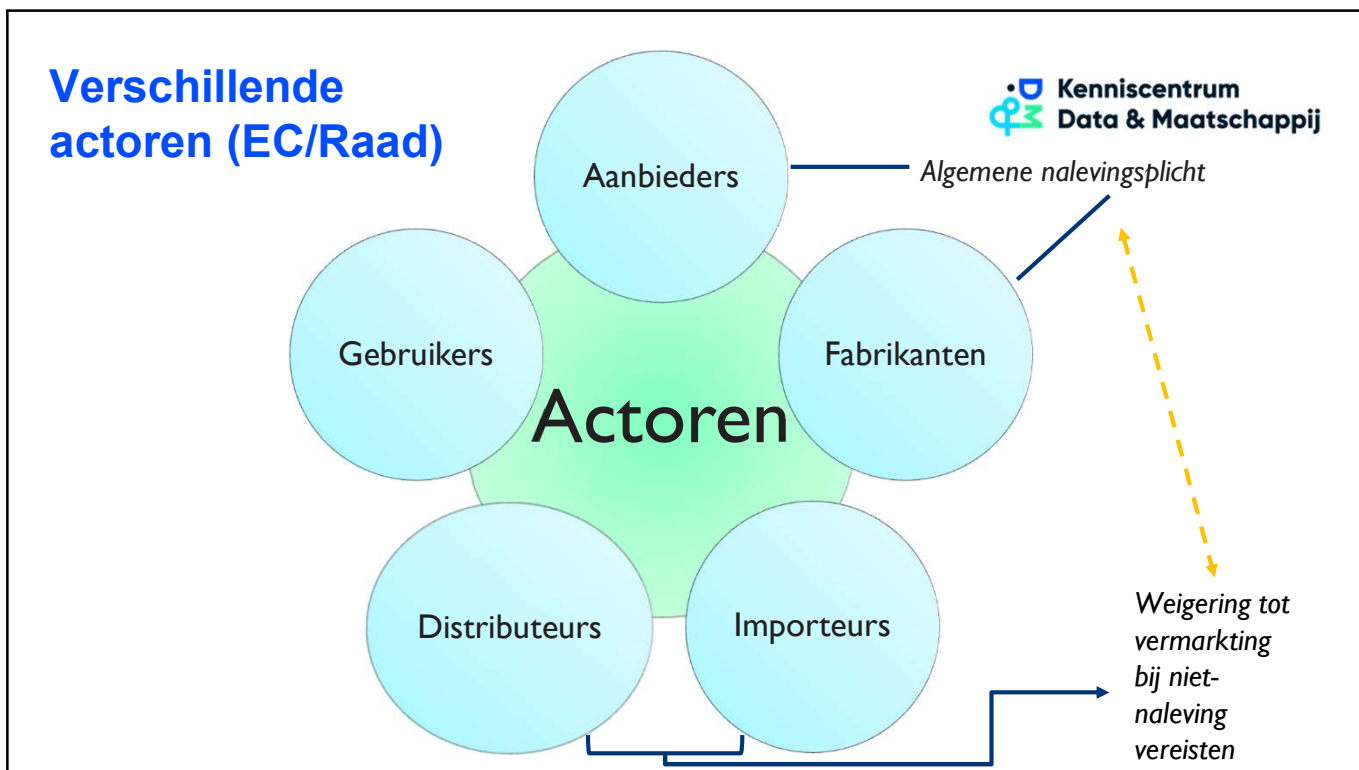 Verschillende
actoren (EC/Raad)
Kenniscentrum
Data & Maatschappij
Aanbieders
Algemene nalevingsplicht
Gebruikers
Fabrikanten
Actoren
Distributeurs
Importeurs
Weigering tot
vermarkting
bij niet-
naleving
vereisten